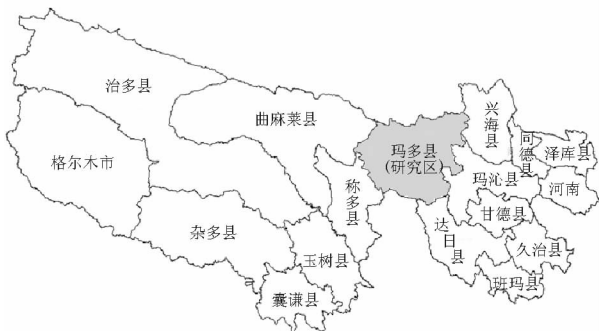 治多县
曲麻莱县
格尔木市
杂多县
称多县
玉树县
囊谦县
玛多县
(研究区)
兴海县
同德县
泽库县
河南
玛沁县
甘德县
达日县
久治县
班玛县